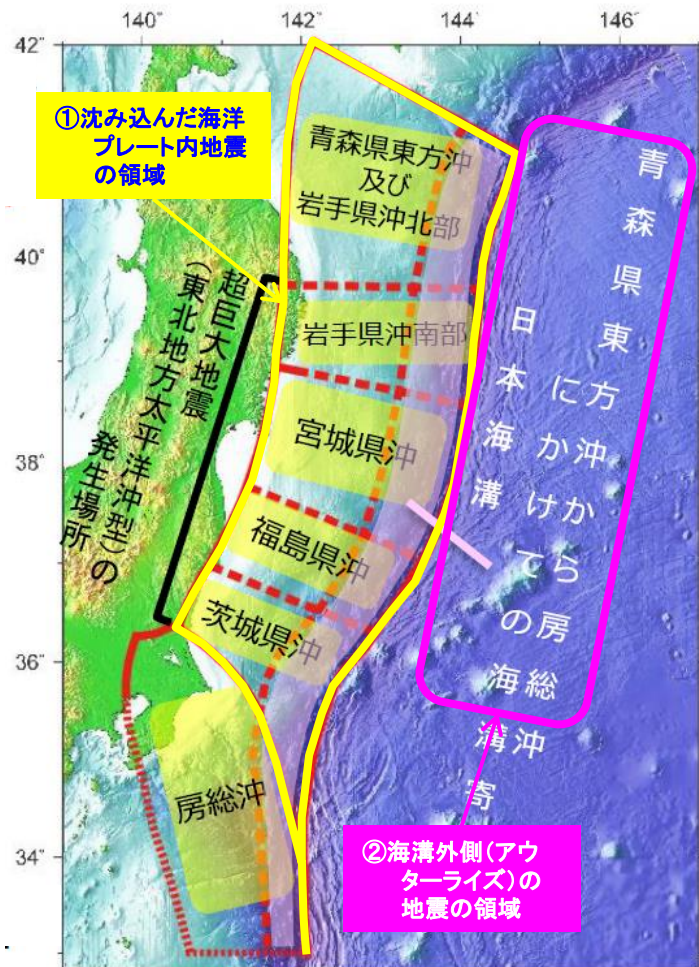 140°
142°
144°
146°
42°
40°
38°
36°
34°
①沈み込んだ海洋
プレート内地震
の領域
青森県東方沖
及び
岩手県沖北部
岩手県沖南部
宮城県沖
福島県沖
茨城県沖
房総沖
超巨大地震
(東北地方太平洋沖型)の
発生場所
日本海溝
青森県東方沖から房総沖
にかけての海溝寄
②海溝外側(アウ
ターライズ)の
地震の領域